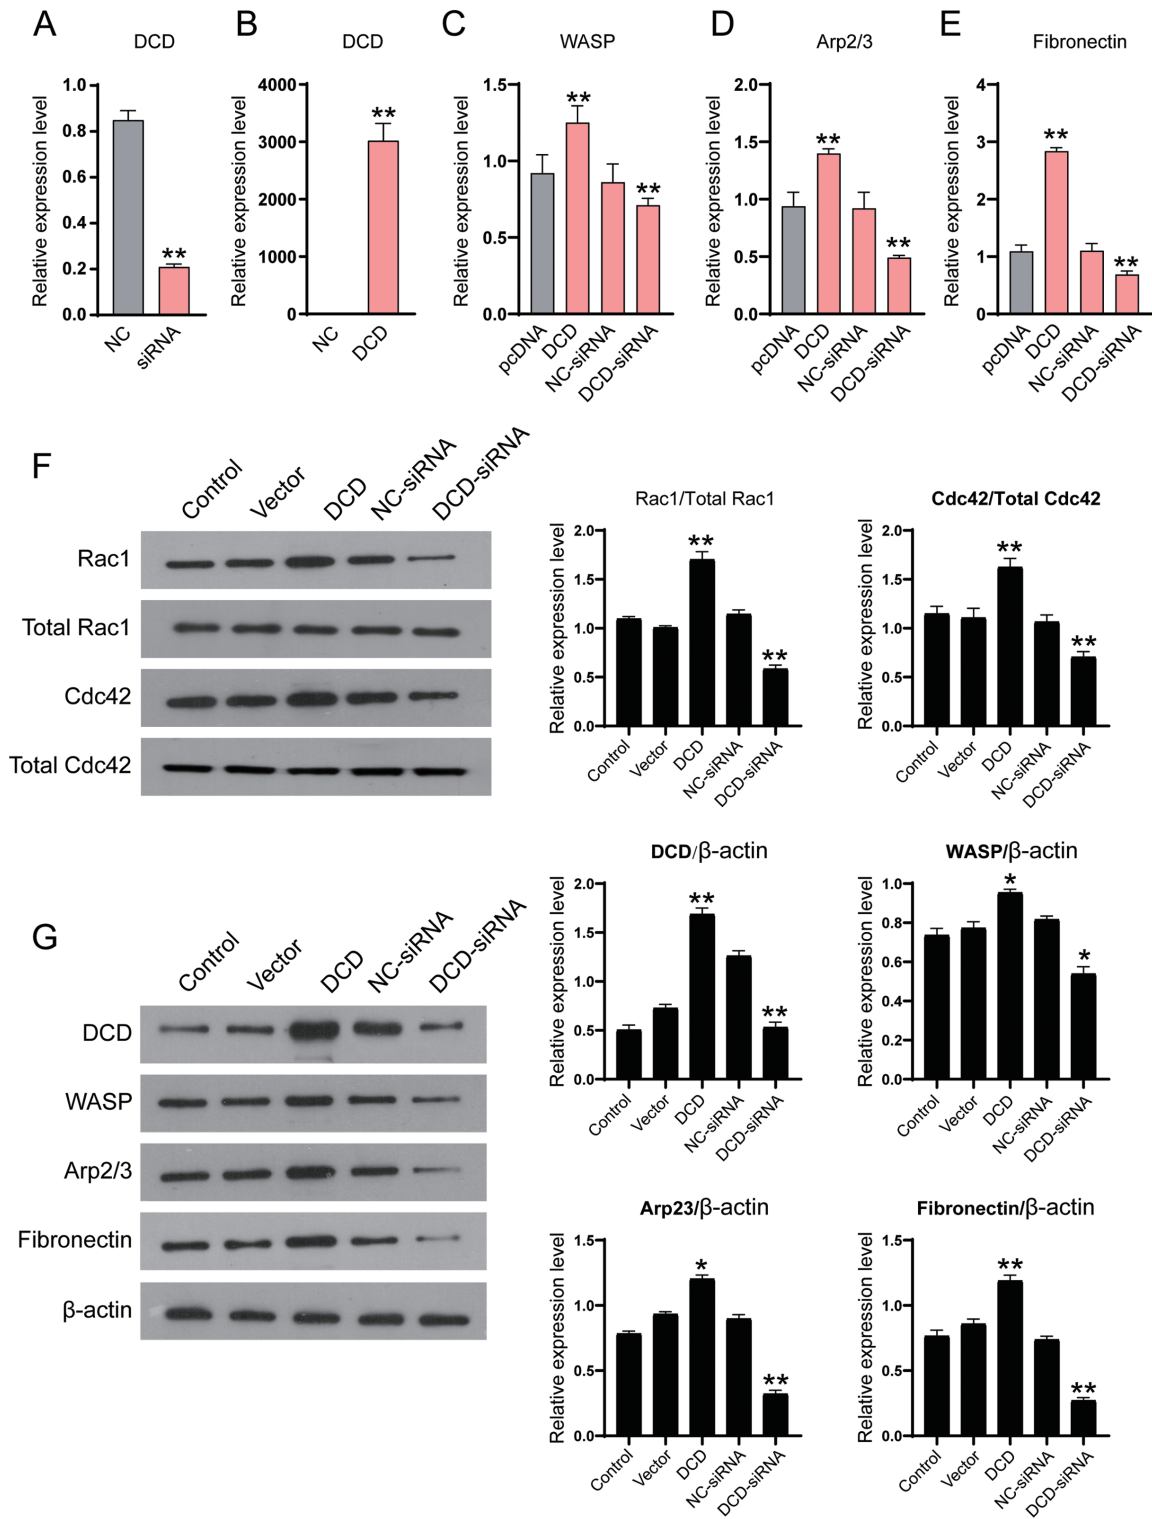 A
DCD
Relative expression level
1.0
0.8
0.6
0.4
0.2
0.0
**
NC
siRNA
B
DCD
Relative expression level
4000
3000
2000
1000
0
**
NC
DCD
C
WASP
Relative expression level
1.5
1.0
0.5
0.0
**
**
pcDNA
DCD
NC-siRNA
DCD-siRNA
D
Arp2/3
Relative expression level
2.0
1.5
1.0
0.5
0.0
**
**
pcDNA
DCD
NC-siRNA
DCD-siRNA
E
Fibronectin
Relative expression level
4
3
2
1
0
**
**
pcDNA
DCD
NC-siRNA
DCD-siRNA
F
Control
Vector
DCD
NC-siRNA
DCD-siRNA
Rac1
Total Rac1
Cdc42
Total Cdc42
Rac1/Total Rac1
Relative expression level
2.0
1.5
1.0
0.5
0.0
**
**
Control
Vector
DCD
NC-siRNA
DCD-siRNA
Cdc42/Total Cdc42
Relative expression level
2.0
1.5
1.0
0.5
0.0
**
**
Control
Vector
DCD
NC-siRNA
DCD-siRNA
G
Control
Vector
DCD
NC-siRNA
DCD-siRNA
DCD
WASP
Arp2/3
Fibronectin
β-actin
DCD/β-actin
Relative expression level
2.0
1.5
1.0
0.5
0.0
**
**
Control
Vector
DCD
NC-siRNA
DCD-siRNA
WASP/β-actin
Relative expression level
1.0
0.8
0.6
0.4
0.2
0.0
*
*
Control
Vector
DCD
NC-siRNA
DCD-siRNA
Arp23/β-actin
Relative expression level
1.5
1.0
0.5
0.0
*
**
Control
Vector
DCD
NC-siRNA
DCD-siRNA
Fibronectin/β-actin
Relative expression level
1.5
1.0
0.5
0.0
**
**
Control
Vector
DCD
NC-siRNA
DCD-siRNA